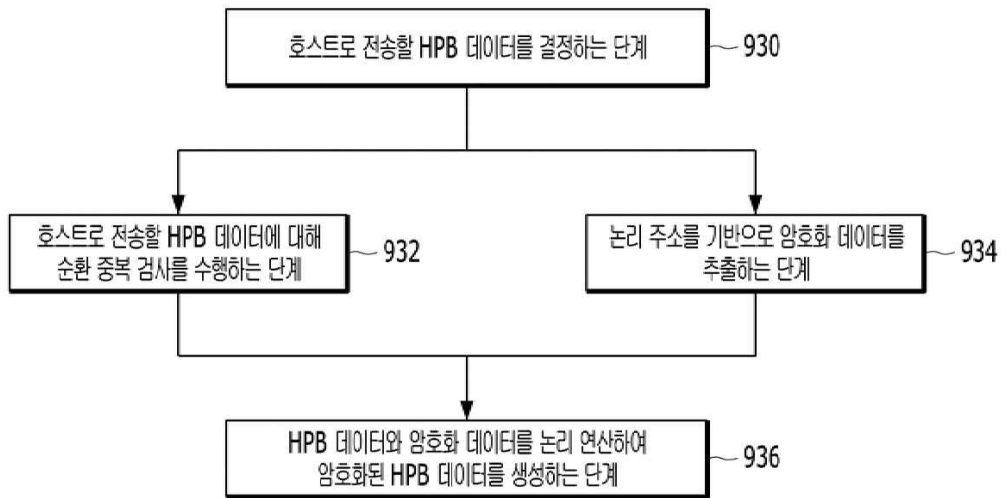 호스트로 전송할 HPB 데이터를 결정하는 단계
930
호스트로 전송할 HPB 데이터에 대해
순환 중복 검사를 수행하는 단계
932
논리 주소를 기반으로 암호화 데이터를
추출하는 단계
934
HPB 데이터와 암호화 데이터를 논리 연산하여
암호화된 HPB 데이터를 생성하는 단계
936